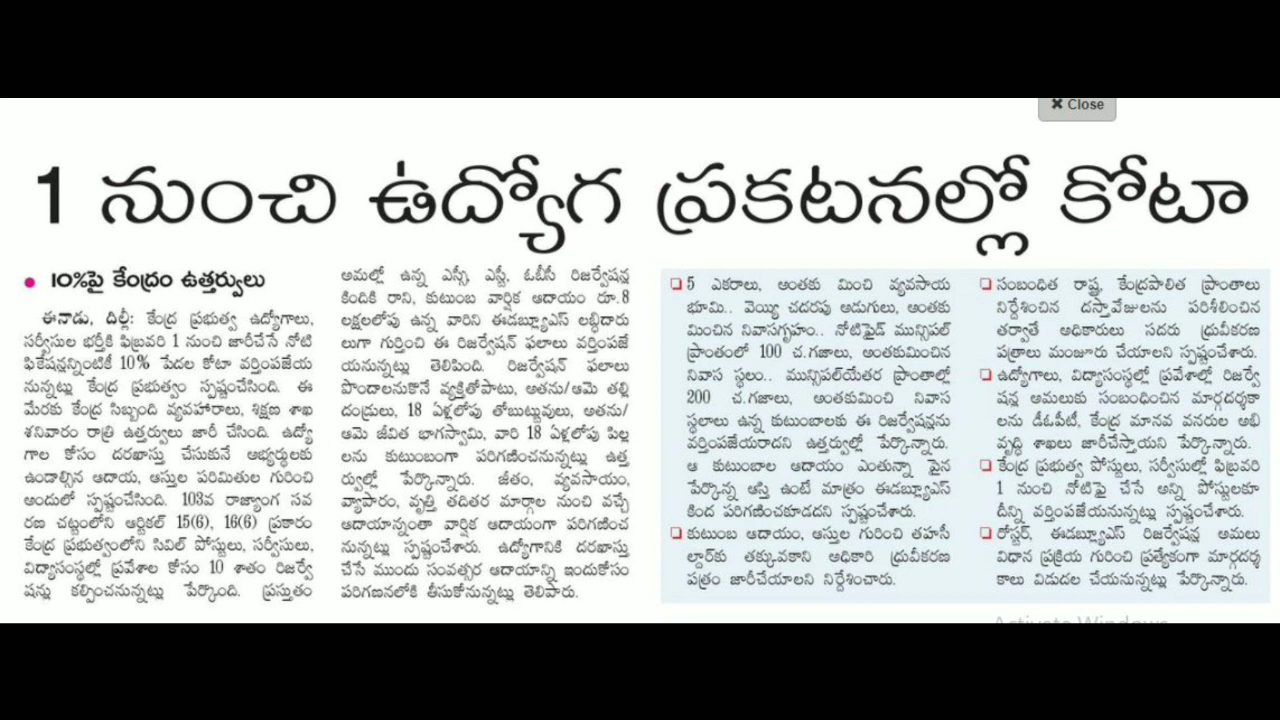 ✖ Close
1 నుంచి ఉద్యోగ ప్రకటనల్లో కోటా
• 10%పై కేంద్రం ఉత్తర్వులు
ఈనాడు, దిల్లీ: కేంద్ర ప్రభుత్వ ఉద్యోగాలు,
సర్వీసుల భర్తీకి ఫిబ్రవరి 1 నుంచి జారీచేసే నోటి
ఫికేషన్లన్నింటికీ 10% పేదల కోటా వర్తింపజేయ
నున్నట్లు కేంద్ర ప్రభుత్వం స్పష్టంచేసింది. ఈ
మేరకు కేంద్ర సిబ్బంది వ్యవహారాలు, శిక్షణ శాఖ
శనివారం రాత్రి ఉత్తర్వులు జారీ చేసింది. ఉద్యో
గాల కోసం దరఖాస్తు చేసుకునే అభ్యర్థులకు
ఉండాల్సిన ఆదాయ, ఆస్తుల పరిమితుల గురించి
అందులో స్పష్టంచేసింది. 103వ రాజ్యాంగ సవ
రణ చట్టంలోని ఆర్టికల్ 15(6), 16(6) ప్రకారం
కేంద్ర ప్రభుత్వంలోని సివిల్ పోస్టులు, సర్వీసులు,
విద్యాసంస్థల్లో ప్రవేశాల కోసం 10 శాతం రిజర్వే
షన్లు కల్పించనున్నట్లు పేర్కొంది. ప్రస్తుతం
అమల్లో ఉన్న ఎస్సీ, ఎస్టీ, ఓబీసీ రిజర్వేషన్ల
కిందికి రాని, కుటుంబ వార్షిక ఆదాయం రూ.8
లక్షలలోపు ఉన్న వారిని ఈడబ్ల్యూఎస్ లబ్ధిదారు
లుగా గుర్తించి ఈ రిజర్వేషన్ ఫలాలు వర్తింపజే
యనున్నట్లు తెలిపింది. రిజర్వేషన్ ఫలాలు
పొందాలనుకొనే వ్యక్తితోపాటు, అతను/ఆమె తల్లి
దండ్రులు, 18 ఏళ్లలోపు తోబుట్టువులు, అతను/
ఆమె జీవిత భాగస్వామి, వారి 18 ఏళ్లలోపు పిల్ల
లను కుటుంబంగా పరిగణించనున్నట్లు ఉత్త
ర్వుల్లో పేర్కొన్నారు. జీతం, వ్యవసాయం,
వ్యాపారం, వృత్తి తదితర మార్గాల నుంచి వచ్చే
ఆదాయాన్నంతా వార్షిక ఆదాయంగా పరిగణించ
నున్నట్లు స్పష్టంచేశారు. ఉద్యోగానికి దరఖాస్తు
చేసే ముందు సంవత్సర ఆదాయాన్ని ఇందుకోసం
పరిగణనలోకి తీసుకోనున్నట్లు తెలిపారు.
❑ 5 ఎకరాలు, అంతకు మించి వ్యవసాయ
భూమి.. వెయ్యి చదరపు అడుగులు, అంతకు
మించిన నివాసగృహం.. నోటిఫైడ్ మున్సిపల్
ప్రాంతంలో 100 చ.గజాలు, అంతకుమించిన
నివాస స్థలం.. మున్సిపల్‌యేతర ప్రాంతాల్లో
200 చ.గజాలు, అంతకుమించి నివాస
స్థలాలు ఉన్న కుటుంబాలకు ఈ రిజర్వేషన్లను
వర్తింపజేయరాదని ఉత్తర్వుల్లో పేర్కొన్నారు.
ఆ కుటుంబాల ఆదాయం ఎంతున్నా పైన
పేర్కొన్న ఆస్తి ఉంటే మాత్రం ఈడబ్ల్యూఎస్
కింద పరిగణించకూడదని స్పష్టంచేశారు.
❑ కుటుంబ ఆదాయం, ఆస్తుల గురించి తహసీ
ల్దార్‌కు తక్కువకాని అధికారి ధ్రువీకరణ
పత్రం జారీచేయాలని నిర్దేశించారు.
❑ సంబంధిత రాష్ట్ర, కేంద్రపాలిత ప్రాంతాలు
నిర్దేశించిన దస్తావేజులను పరిశీలించిన
తర్వాతే అధికారులు సదరు ధ్రువీకరణ
పత్రాలు మంజూరు చేయాలని స్పష్టంచేశారు.
❑ ఉద్యోగాలు, విద్యాసంస్థల్లో ప్రవేశాల్లో రిజర్వే
షన్ల అమలుకు సంబంధించిన మార్గదర్శకా
లను డీఓపీటీ, కేంద్ర మానవ వనరుల అభి
వృద్ధి శాఖలు జారీచేస్తాయని పేర్కొన్నారు.
❑ కేంద్ర ప్రభుత్వ పోస్టులు, సర్వీసుల్లో ఫిబ్రవరి
1 నుంచి నోటిఫై చేసే అన్ని పోస్టులకూ
దీన్ని వర్తింపజేయనున్నట్లు స్పష్టంచేశారు.
❑ రోస్టర్, ఈడబ్ల్యూఎస్ రిజర్వేషన్ల అమలు
విధాన ప్రక్రియ గురించి ప్రత్యేకంగా మార్గదర్శ
కాలు విడుదల చేయనున్నట్లు పేర్కొన్నారు.
Activate Windows